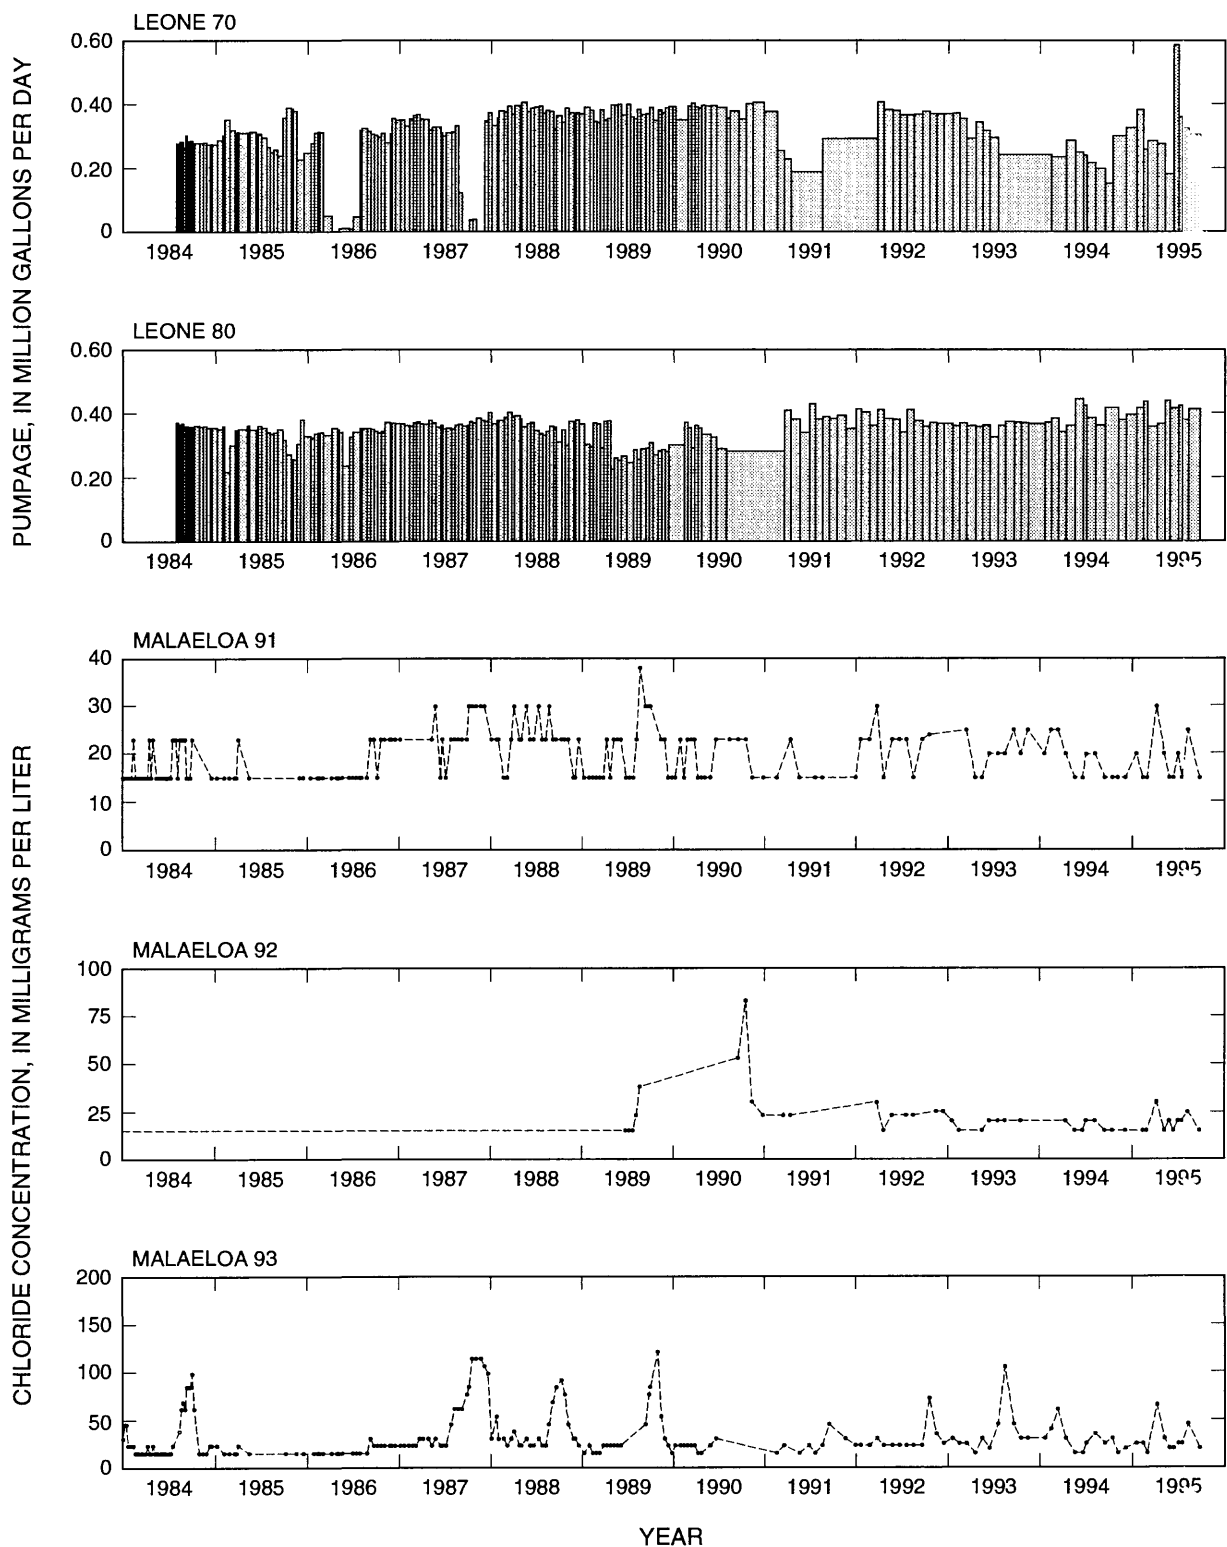 LEONE 70
0.60
0.40
0.20
0
1984 1985 1986 1987 1988 1989 1990 1991 1992 1993 1994 1995
PUMPAGE, IN MILLION GALLONS PER DAY
LEONE 80
0.60
0.40
0.20
0
1984 1985 1986 1987 1988 1989 1990 1991 1992 1993 1994 1995
MALAELOA 91
40
30
20
10
0
1984 1985 1986 1987 1988 1989 1990 1991 1992 1993 1994 1995
CHLORIDE CONCENTRATION, IN MILLIGRAMS PER LITER
MALAELOA 92
100
75
50
25
0
1984 1985 1986 1987 1988 1989 1990 1991 1992 1993 1994 1995
MALAELOA 93
200
150
100
50
0
1984 1985 1986 1987 1988 1989 1990 1991 1992 1993 1994 1995
YEAR